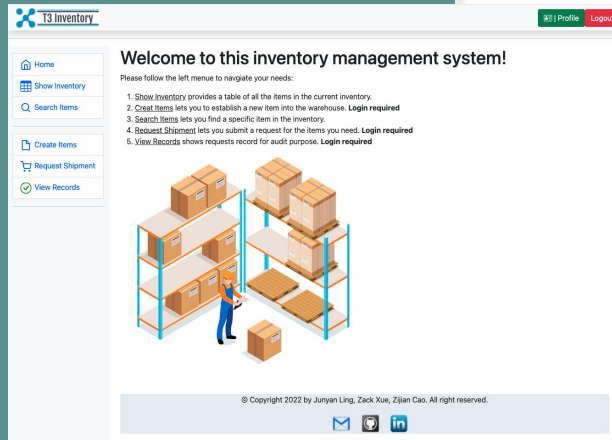 T3 Inventory
| Profile
Logout
Home
Show Inventory
Search Items
Create Items
Request Shipment
View Records
Welcome to this inventory management system!
Please follow the left menue to navgiate your needs:
1. Show Inventory provides a table of all the items in the current inventory.
2. Creat Item lets you to establish a new item into the warehouse. Login required
3. Search Items lets you find a specific item in the inventory.
4. Request Shipment lets you submit a request for the items you need. Login required
5. View Records shows requests record for audit purpose. Login required
© Copyright 2022 by Junyan Ling, Zack Xue, Zijian Cao. All right reserved.
in